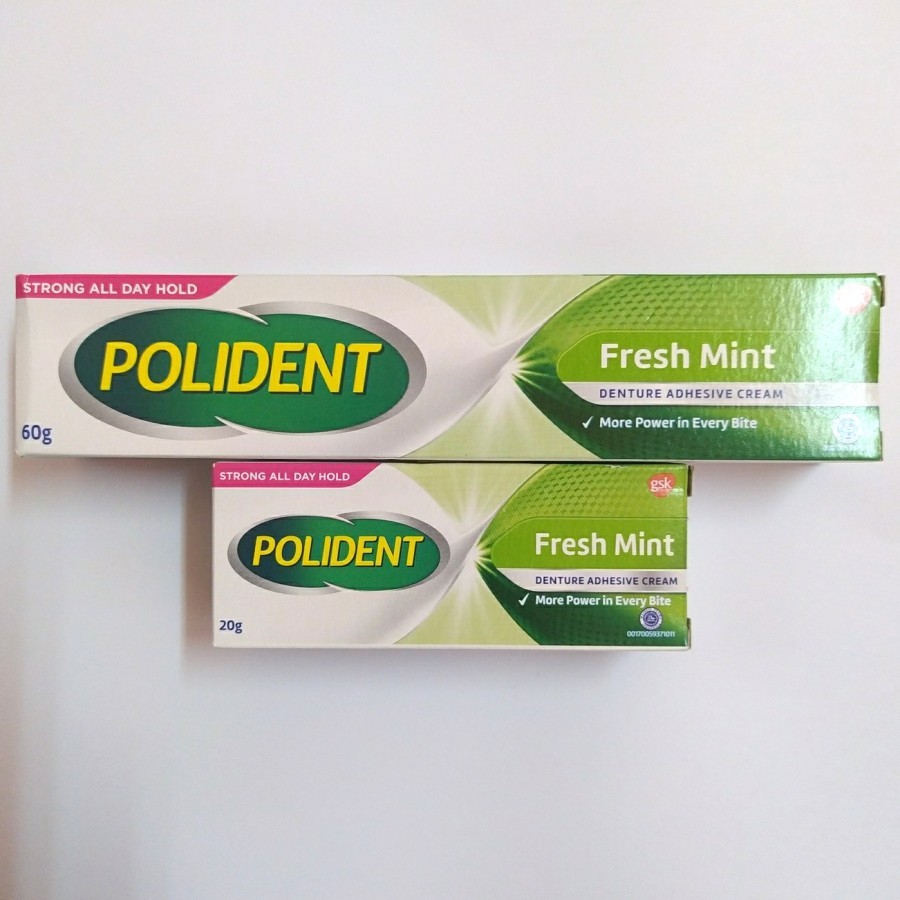 STRONG ALL DAY HOLD
POLIDENT
60g
Fresh Mint
DENTURE ADHESIVE CREAM
✓ More Power in Every Bite
STRONG ALL DAY HOLD
gsk
POLIDENT
Fresh Mint
DENTURE ADHESIVE CREAM
✓ More Power in Every Bite
20g
00170059371011